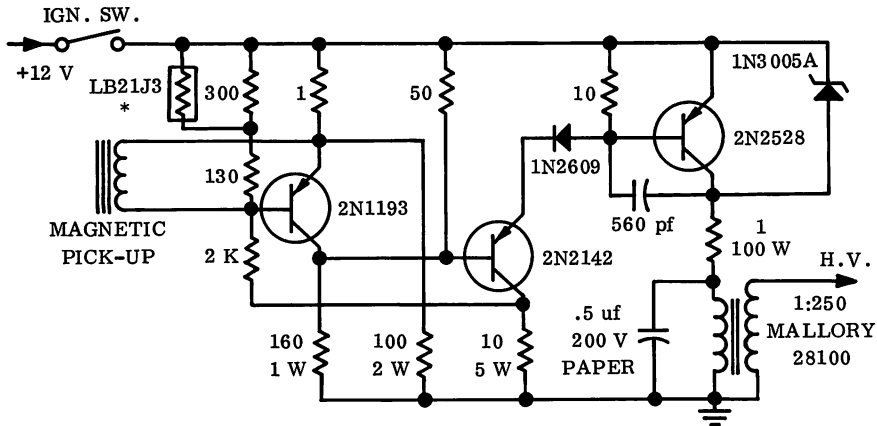 IGN. SW.
+12 V
LB21J3
*
300
1
50
10
1N3005A
2N2528
1N2609
130
2N1193
MAGNETIC
PICK-UP
2 K
2N2142
560 pf
1
100 W
H.V.
1:250
MALLORY
28100
.5 uf
200 V
PAPER
160
1 W
100
2 W
10
5 W